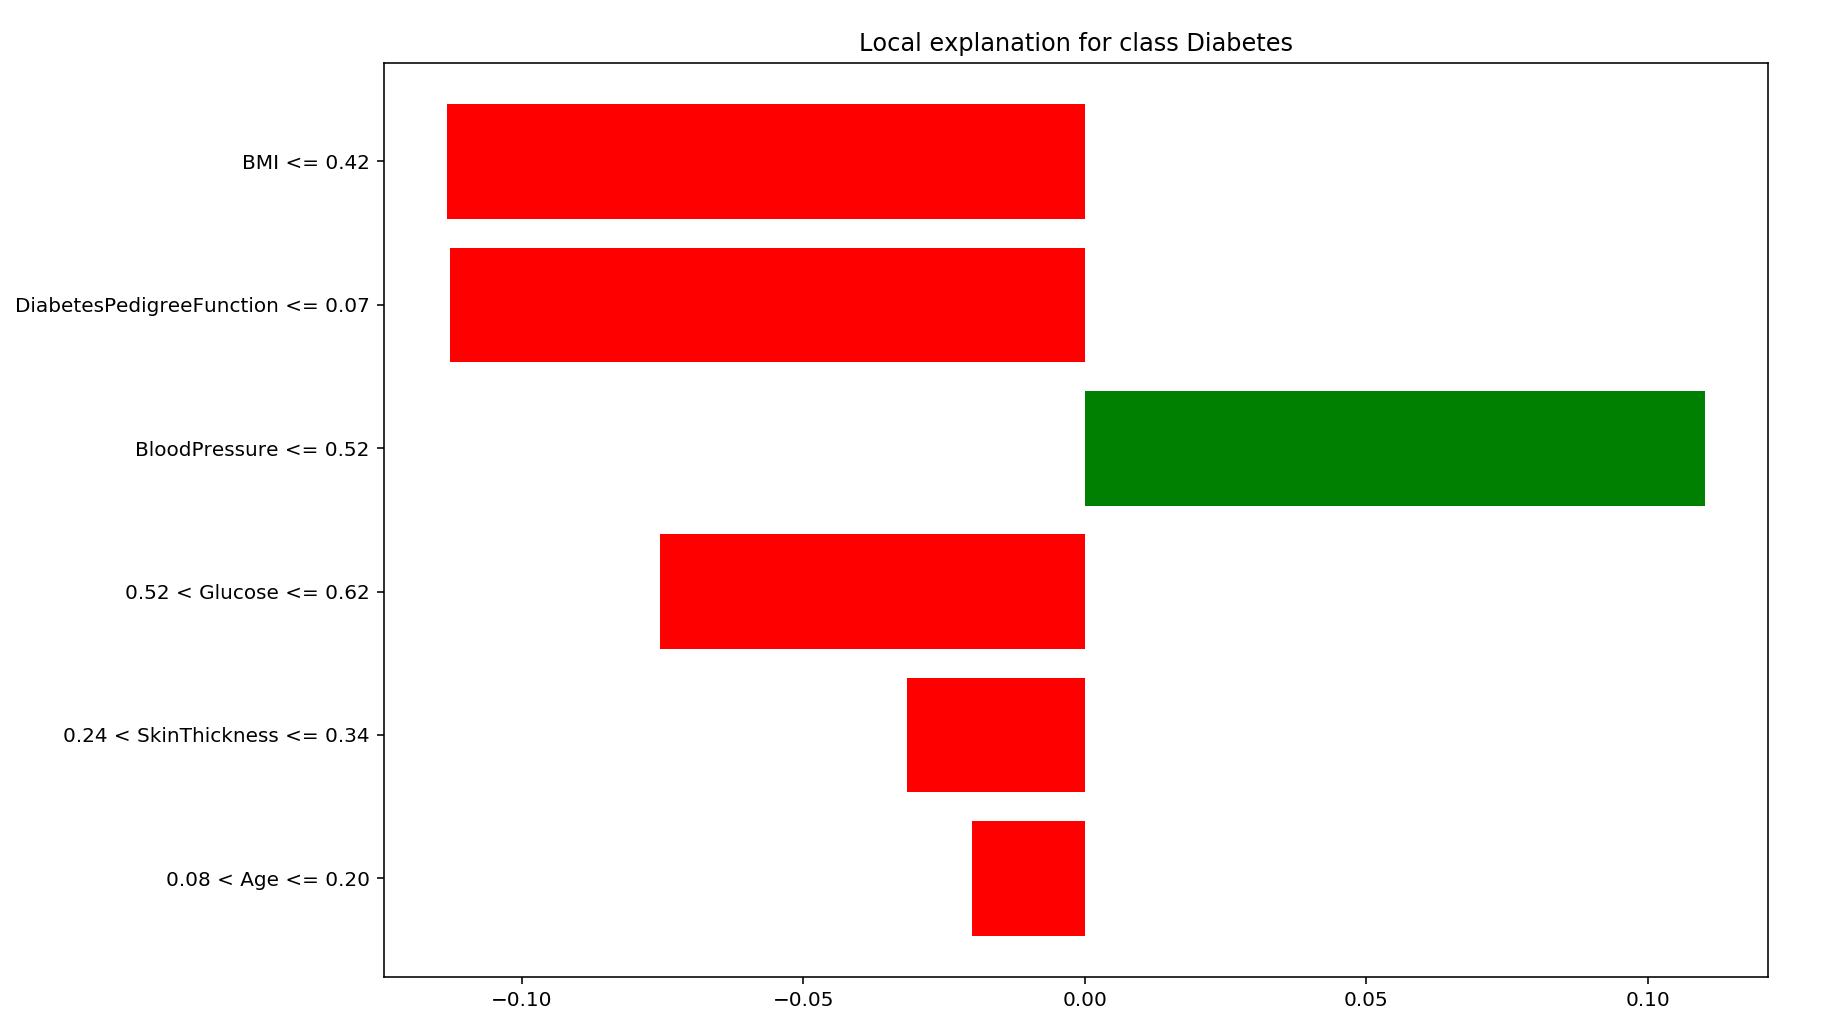 Local explanation for class Diabetes
BMI <= 0.42
DiabetesPedigreeFunction <= 0.07
BloodPressure <= 0.52
0.52 < Glucose <= 0.62
0.24 < SkinThickness <= 0.34
0.08 < Age <= 0.20
−0.10 −0.05 0.00 0.05 0.10